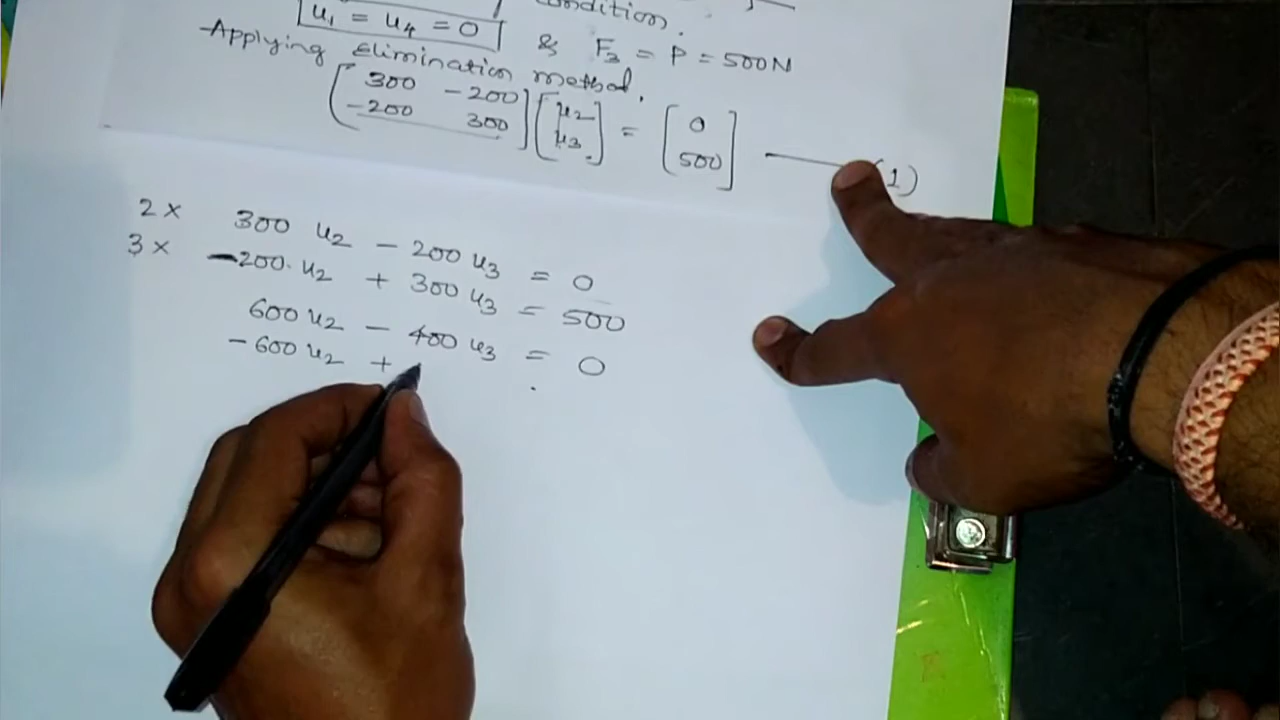 condition.
u₁ = u₄ = 0 & F₃ = P = 500N
Applying Elimination method.
[300 -200
-200 300] [u₂
u₃] = [0
500] ——— (1)
2 × 300 u₂ - 200 u₃ = 0
3 × -200. u₂ + 300 u₃ = 500
600 u₂ - 400 u₃ = 0
- 600 u₂ +